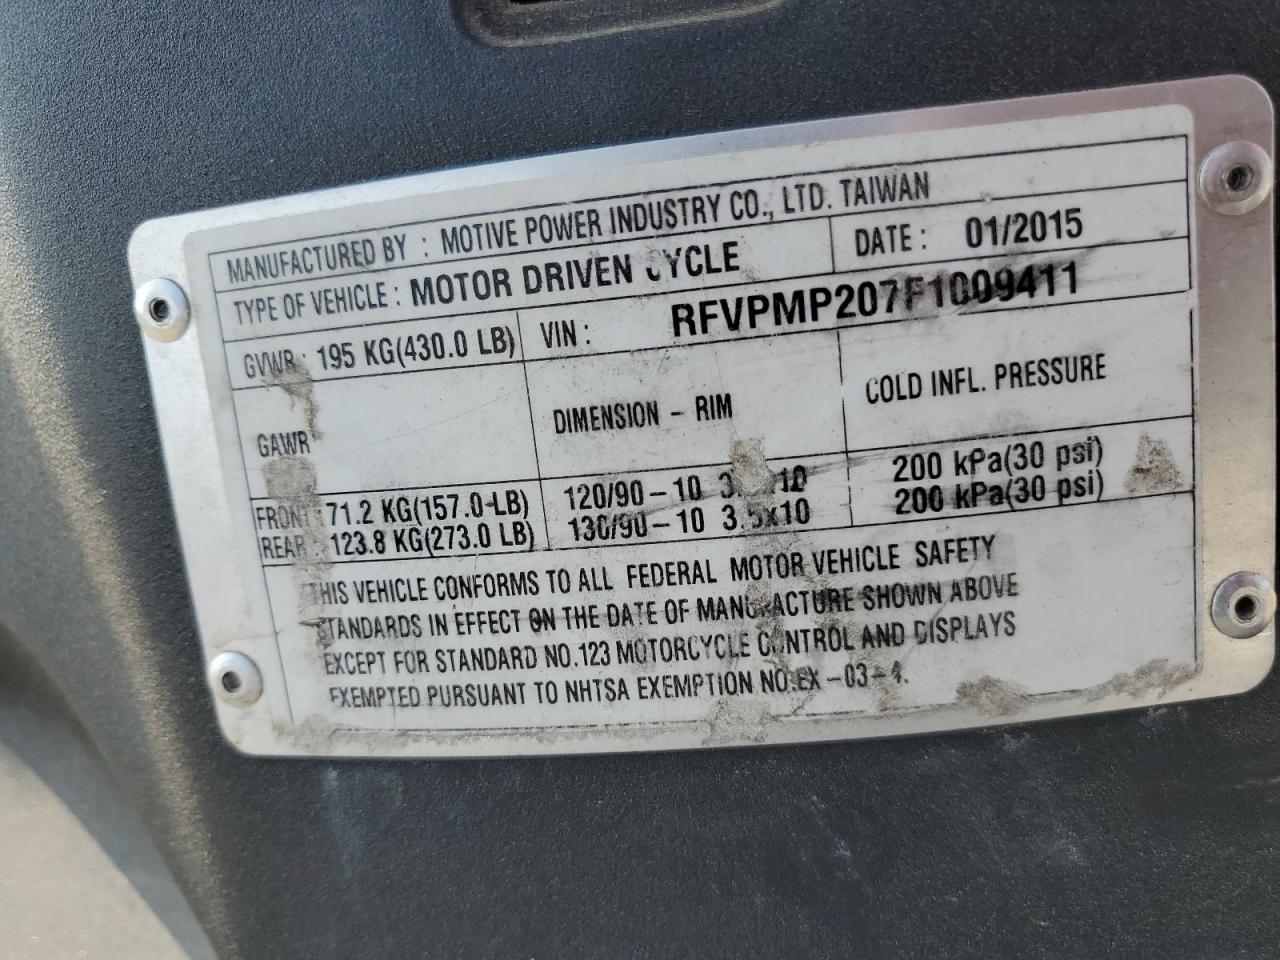 MANUFACTURED BY : MOTIVE POWER INDUSTRY CO., LTD. TAIWAN
TYPE OF VEHICLE : MOTOR DRIVEN CYCLE DATE : 01/2015
GVWR : 195 KG(430.0 LB) VIN : RFVPMP207F1009411
GAWR DIMENSION - RIM COLD INFL. PRESSURE
FRONT : 71.2 KG(157.0 LB) 120/90-10 3.5x10 200 kPa(30 psi)
REAR : 123.8 KG(273.0 LB) 130/90-10 3.5x10 200 kPa(30 psi)
THIS VEHICLE CONFORMS TO ALL FEDERAL MOTOR VEHICLE SAFETY
STANDARDS IN EFFECT ON THE DATE OF MANUFACTURE SHOWN ABOVE
EXCEPT FOR STANDARD NO.123 MOTORCYCLE CONTROL AND DISPLAYS
EXEMPTED PURSUANT TO NHTSA EXEMPTION NO.EX-03-4.